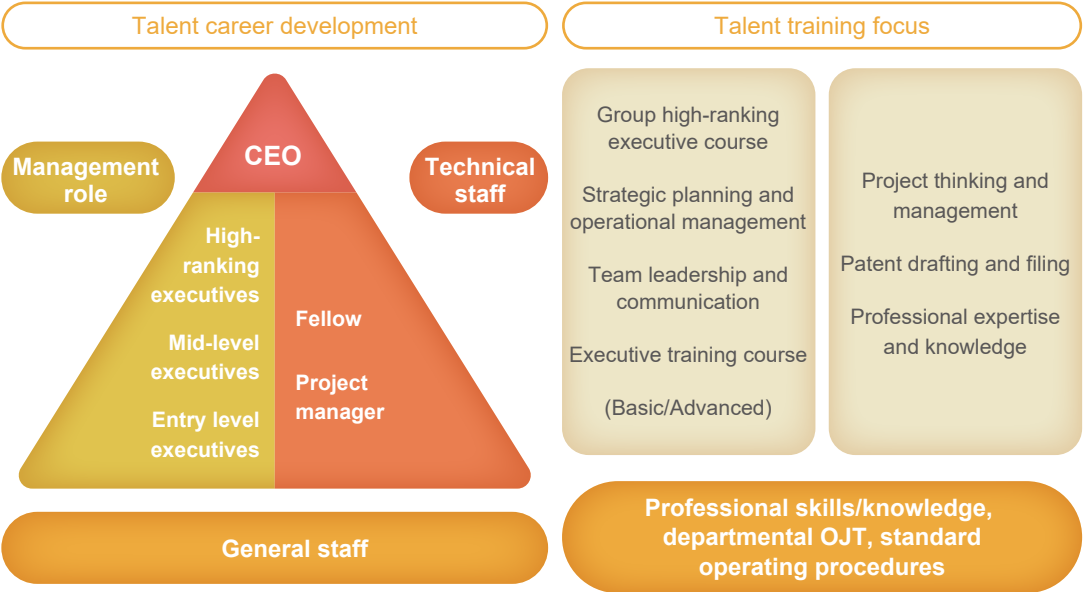 Talent career development
Management
role
CEO
Technical
staff
High-
ranking
executives
Mid-level
executives
Entry level
executives
Fellow
Project
manager
General staff
Talent training focus
Group high-ranking
executive course
Strategic planning and
operational management
Team leadership and
communication
Executive training course
(Basic/Advanced)
Project thinking and
management
Patent drafting and filing
Professional expertise
and knowledge
Professional skills/knowledge,
departmental OJT, standard
operating procedures